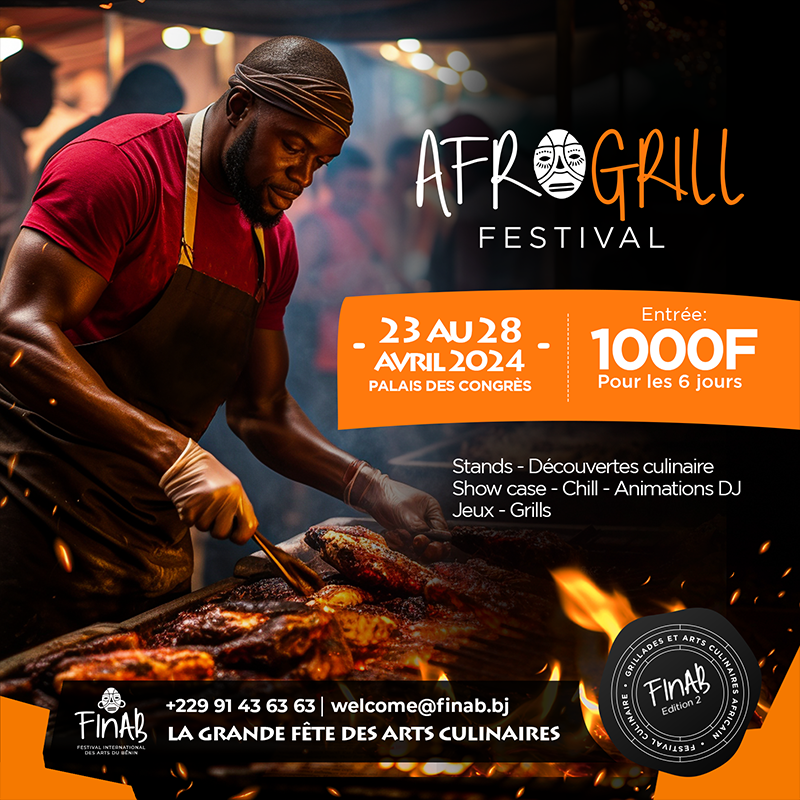 AFROGRILL
FESTIVAL
- 23 AU 28 -
AVRIL 2024
PALAIS DES CONGRÈS
Entrée:
1000F
Pour les 6 jours
Stands - Découvertes culinaire
Show case - Chill - Animations DJ
Jeux - Grills
FINAB
FESTIVAL INTERNATIONAL
DES ARTS DU BÉNIN
+229 91 43 63 63 | welcome@finab.bj
LA GRANDE FÊTE DES ARTS CULINAIRES
GRILLADES ET ARTS CULINAIRES AFRICAIN • FESTIVAL CULINAIRE •
FINAB
Edition 2